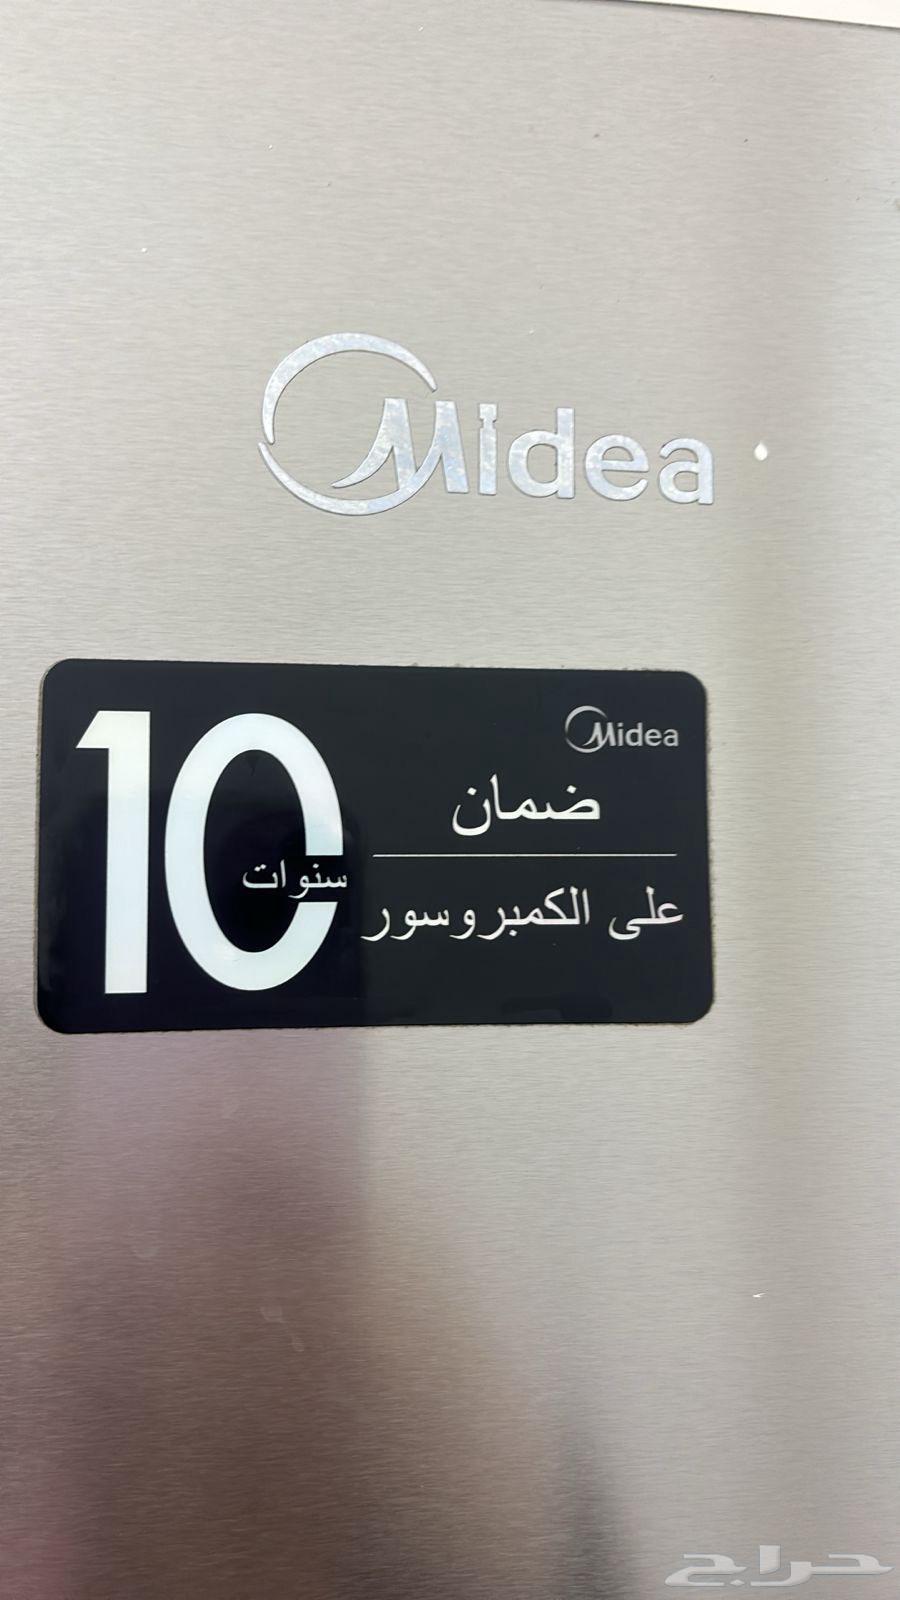 Midea
Midea
ضمان
على الكمبروسور
10
سنوات
حراج